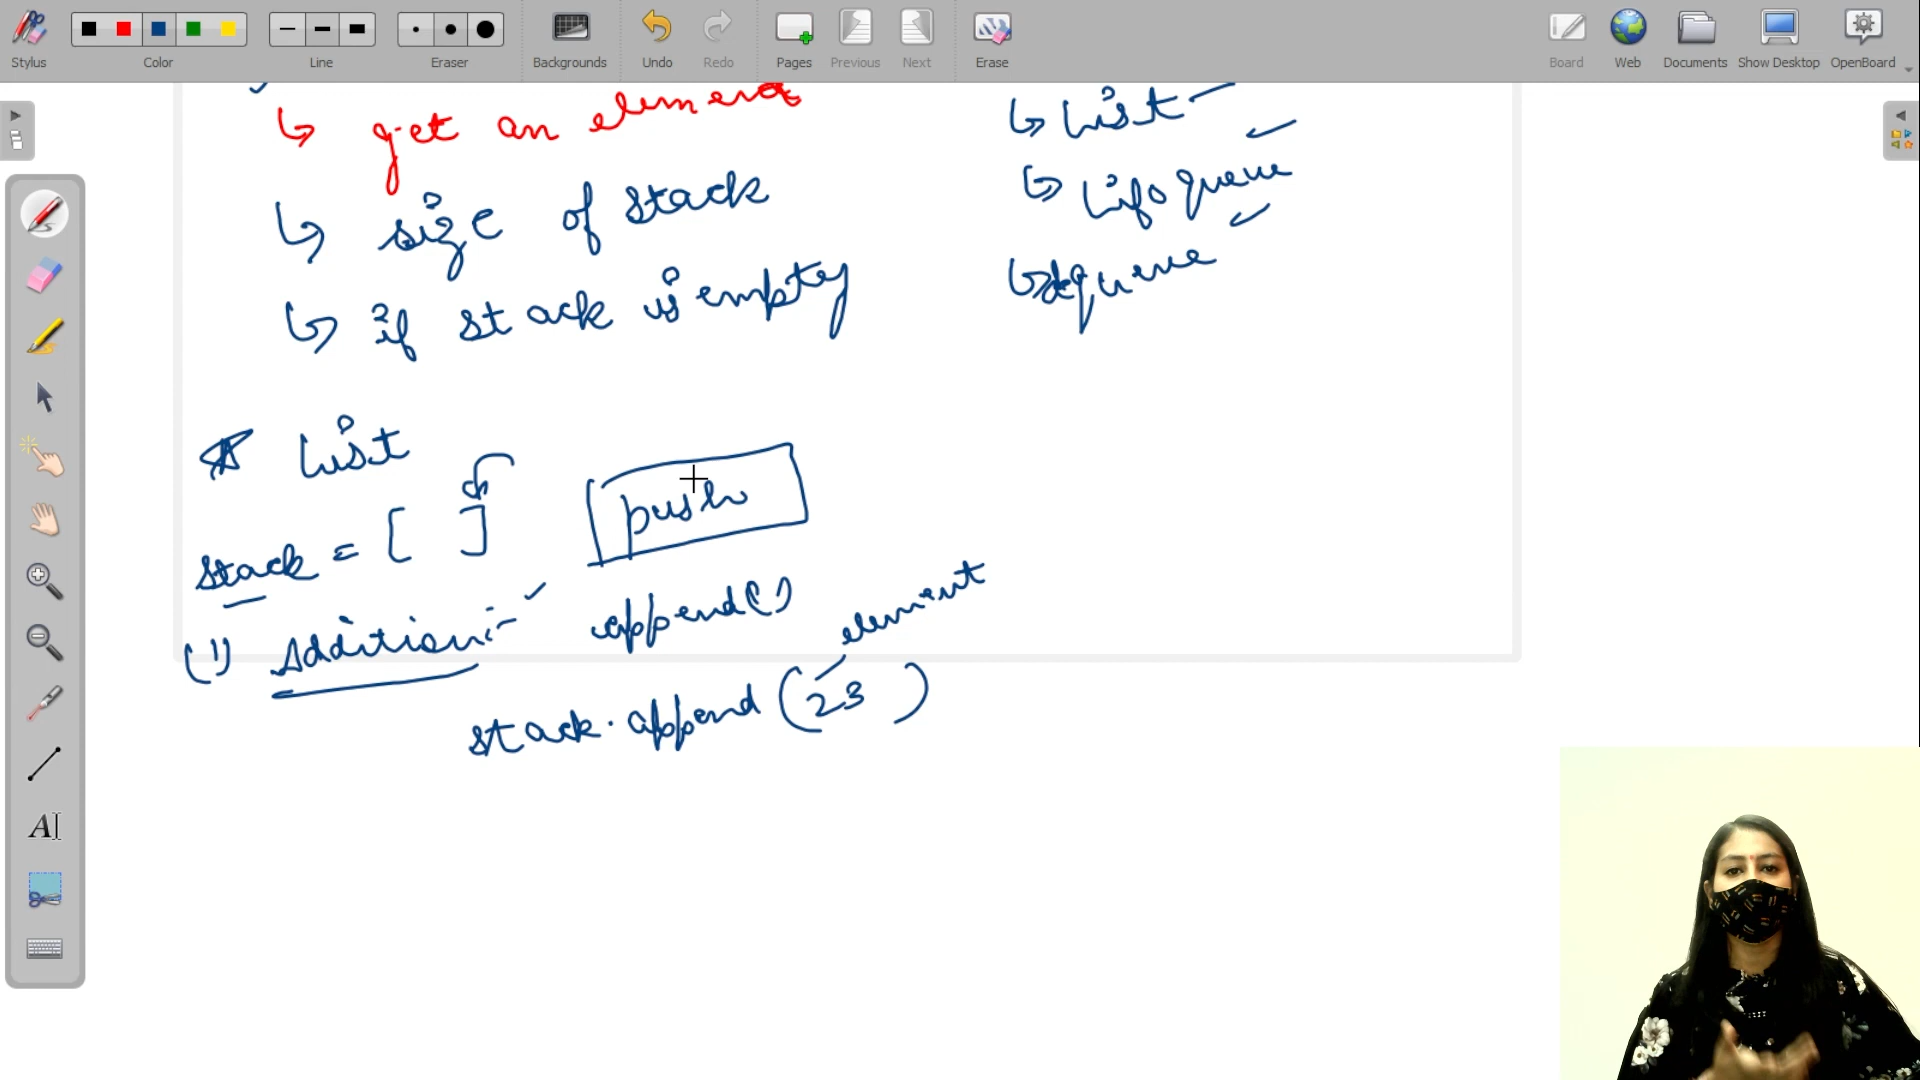 Stylus Color Line Eraser Backgrounds Undo Redo Pages Previous Next Erase Board Web Documents Show Desktop OpenBoard
↳ get an element
↳ size of stack
↳ if stack is empty
↳ List
↳ Lifo queue
↳ dequeue
* List
stack = [ ]
push
(1) Addition:-
append()
element
stack.append (23 )